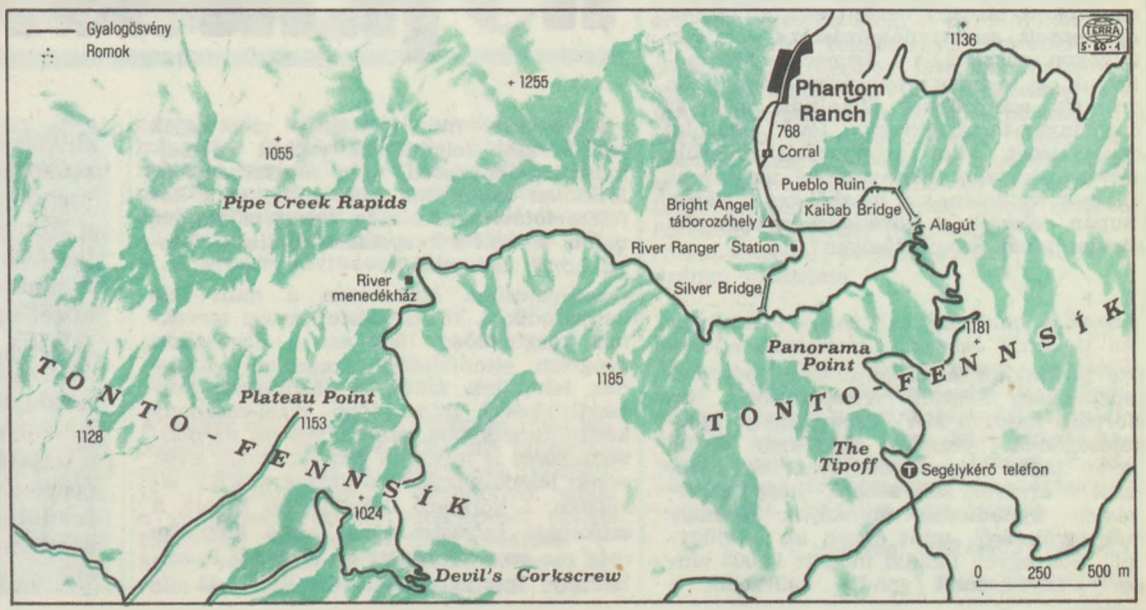 Gyalogösvény
Romok
1136
TERRA
S·60·1
1255
Phantom
Ranch
768
Corral
1055
Pueblo Ruin
Pipe Creek Rapids
Bright Angel
táborozóhely
Kaibab Bridge
Alagút
River Ranger Station
River
menedékház
Silver Bridge
1181
Panorama
Point
1185
TONTO-FENNSÍK
Plateau Point
1153
1128
TONTO-FENNSÍK
The
Tipoff
T
Segélykérő telefon
1024
Devil's Corkscrew
0 250 500 m